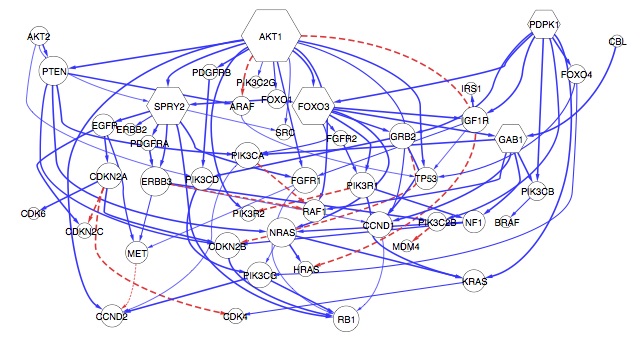 PDPK1
AKT2
AKT1
CBL
PTEN
PDGFRB
FOXO4
PIK3C2G
IRS1
SPRY2
ARAF
FOXO1
FOXO3
IGF1R
EGFR
ERBB2
SRC
FGFR2
GRB2
GAB1
PDGFRA
PIK3CA
CDKN2A
ERBB3
PIK3CD
FGFR1
PIK3R1
TP53
PIK3CB
CDK6
PIK3R2
RAF1
CDKN2C
NRAS
CCND1
PIK3C2B
NF1
BRAF
MET
CDKN2B
MDM4
PIK3CG
HRAS
KRAS
CCND2
CDK4
RB1